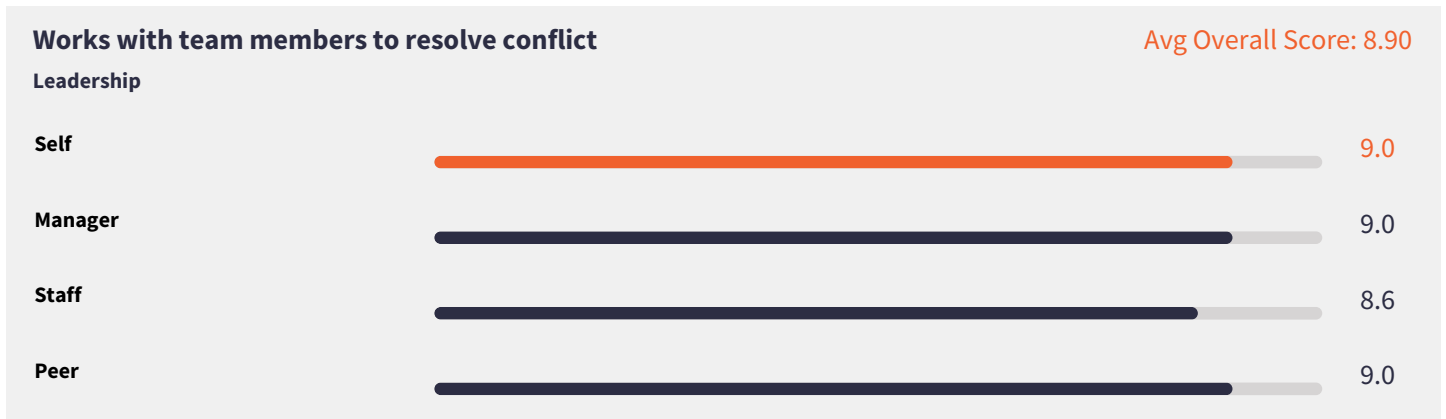 Works with team members to resolve conflict
Avg Overall Score: 8.90
Leadership
Self
9.0
Manager
9.0
Staff
8.6
Peer
9.0